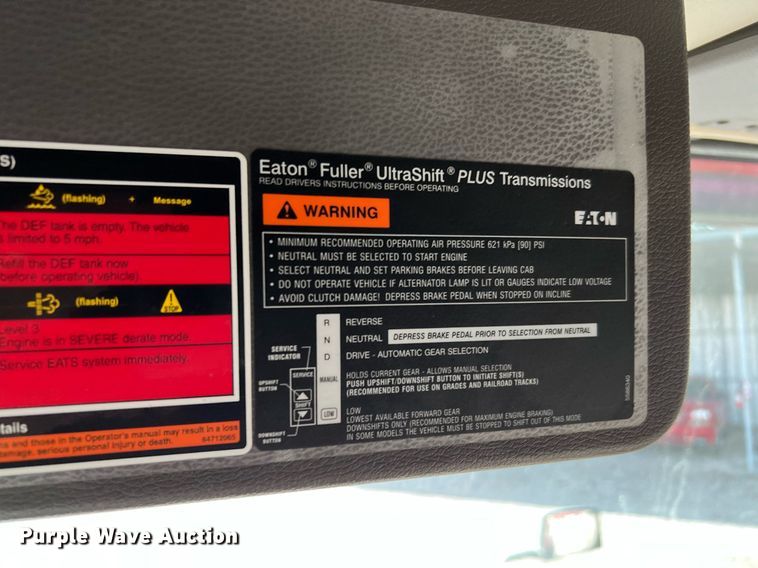 S)
(flashing) + Message
The DEF tank is empty. The vehicle
is limited to 5 mph.
Refill the DEF tank now
(before operating vehicle).
(flashing)
STOP
Level 3
Engine is in SEVERE derate mode.
Service EATS system immediately.
tails
s and those in the Operator's manual may result in a loss
damage, serious personal injury or death.
84712065
Eaton® Fuller® UltraShift® PLUS Transmissions
READ DRIVERS INSTRUCTIONS BEFORE OPERATING
WARNING
EATON
• MINIMUM RECOMMENDED OPERATING AIR PRESSURE 621 kPa [90] PSI
• NEUTRAL MUST BE SELECTED TO START ENGINE
• SELECT NEUTRAL AND SET PARKING BRAKES BEFORE LEAVING CAB
• DO NOT OPERATE VEHICLE IF ALTERNATOR LAMP IS LIT OR GAUGES INDICATE LOW VOLTAGE
• AVOID CLUTCH DAMAGE! DEPRESS BRAKE PEDAL WHEN STOPPED ON INCLINE
R REVERSE
N NEUTRAL DEPRESS BRAKE PEDAL PRIOR TO SELECTION FROM NEUTRAL
D DRIVE - AUTOMATIC GEAR SELECTION
SERVICE
INDICATOR
SERVICE
UPSHIFT
BUTTON
SHIFT
DOWNSHIFT
BUTTON
MANUAL
HOLDS CURRENT GEAR - ALLOWS MANUAL SELECTION
PUSH UPSHIFT/DOWNSHIFT BUTTON TO INITIATE SHIFT(S)
(RECOMMENDED FOR USE ON GRADES AND RAILROAD TRACKS)
LOW
LOW
LOWEST AVAILABLE FORWARD GEAR
DOWNSHIFTS ONLY (RECOMMENDED FOR MAXIMUM ENGINE BRAKING)
IN SOME MODELS THE VEHICLE MUST BE STOPPED TO SHIFT OUT OF THIS MODE
Purple Wave Auction